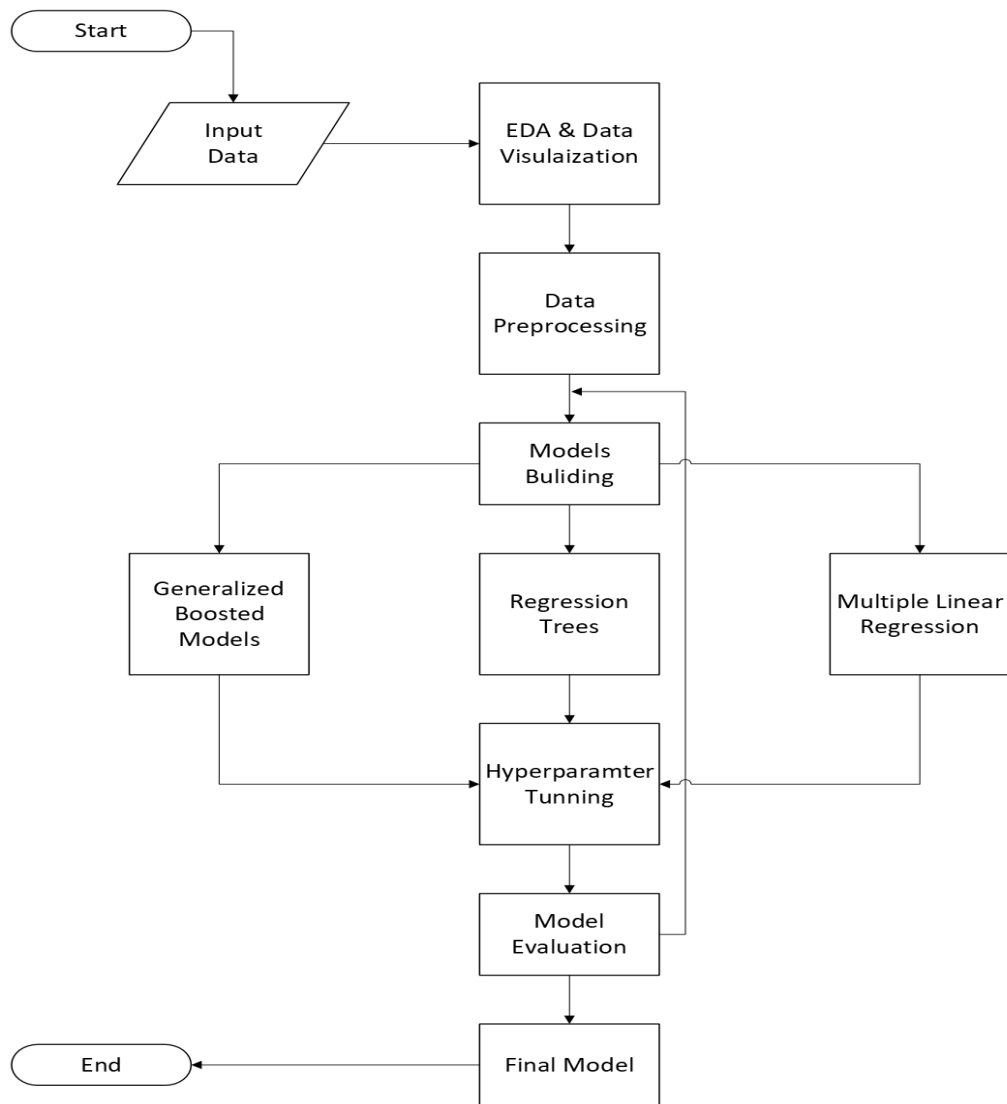 Start
Input
Data
EDA & Data
Visulaization
Data
Preprocessing
Models
Buliding
Generalized
Boosted
Models
Regression
Trees
Multiple Linear
Regression
Hyperparamter
Tunning
Model
Evaluation
Final Model
End